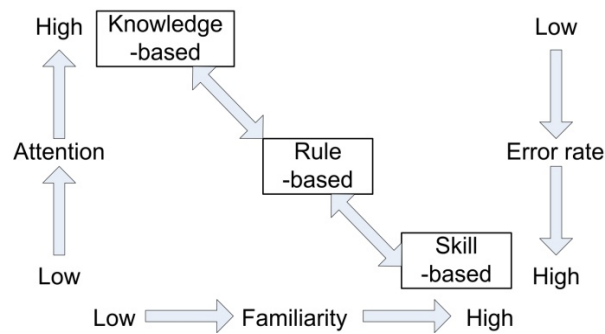 High
Knowledge
-based
Low
Attention
Rule
-based
Error rate
Low
Skill
-based
High
Low
Familiarity
High